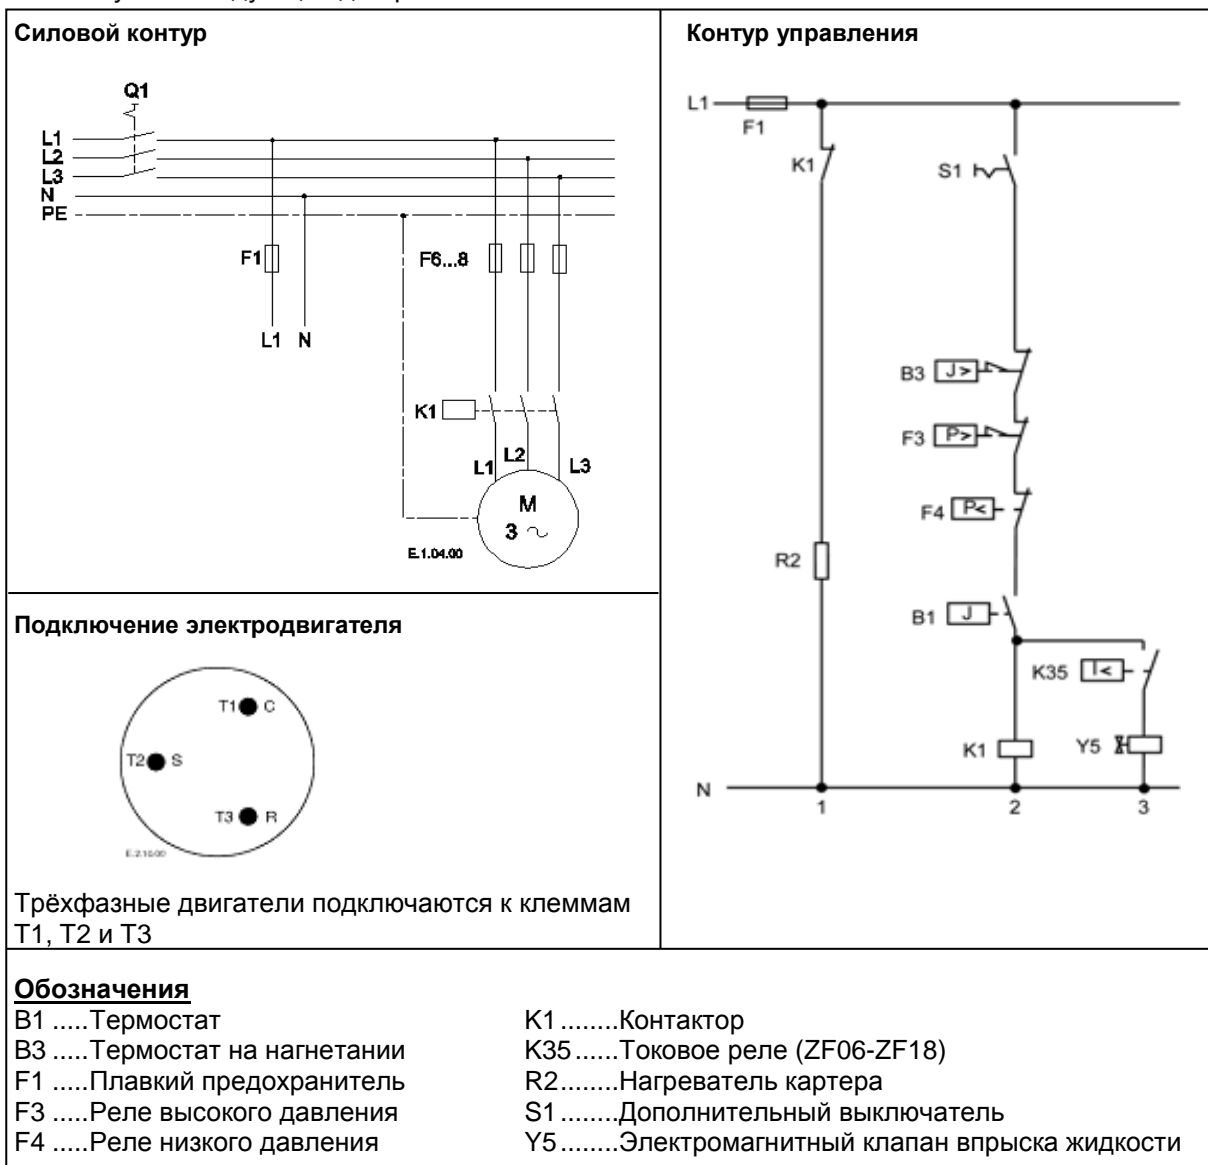 Силовой контур
Q1
L1
L2
L3
N
PE
F1
F6...8
L1 N
K1
L1
L2
L3
M
3 ~
E.1.04.00
Подключение электродвигателя
T1 C
T2 S
T3 R
E.2.10.00
Трёхфазные двигатели подключаются к клеммам
T1, T2 и T3
Контур управления
L1
F1
K1
S1
B3 J>
F3 P>
F4 P<
R2
B1 J
K35 I<
K1
Y5
N
1
2
3
Обозначения
B1 .....Термостат
B3 .....Термостат на нагнетании
F1 .....Плавкий предохранитель
F3 .....Реле высокого давления
F4 .....Реле низкого давления
K1 ........Контактор
K35 ......Токовое реле (ZF06-ZF18)
R2 ........Нагреватель картера
S1 ........Дополнительный выключатель
Y5 ........Электромагнитный клапан впрыска жидкости